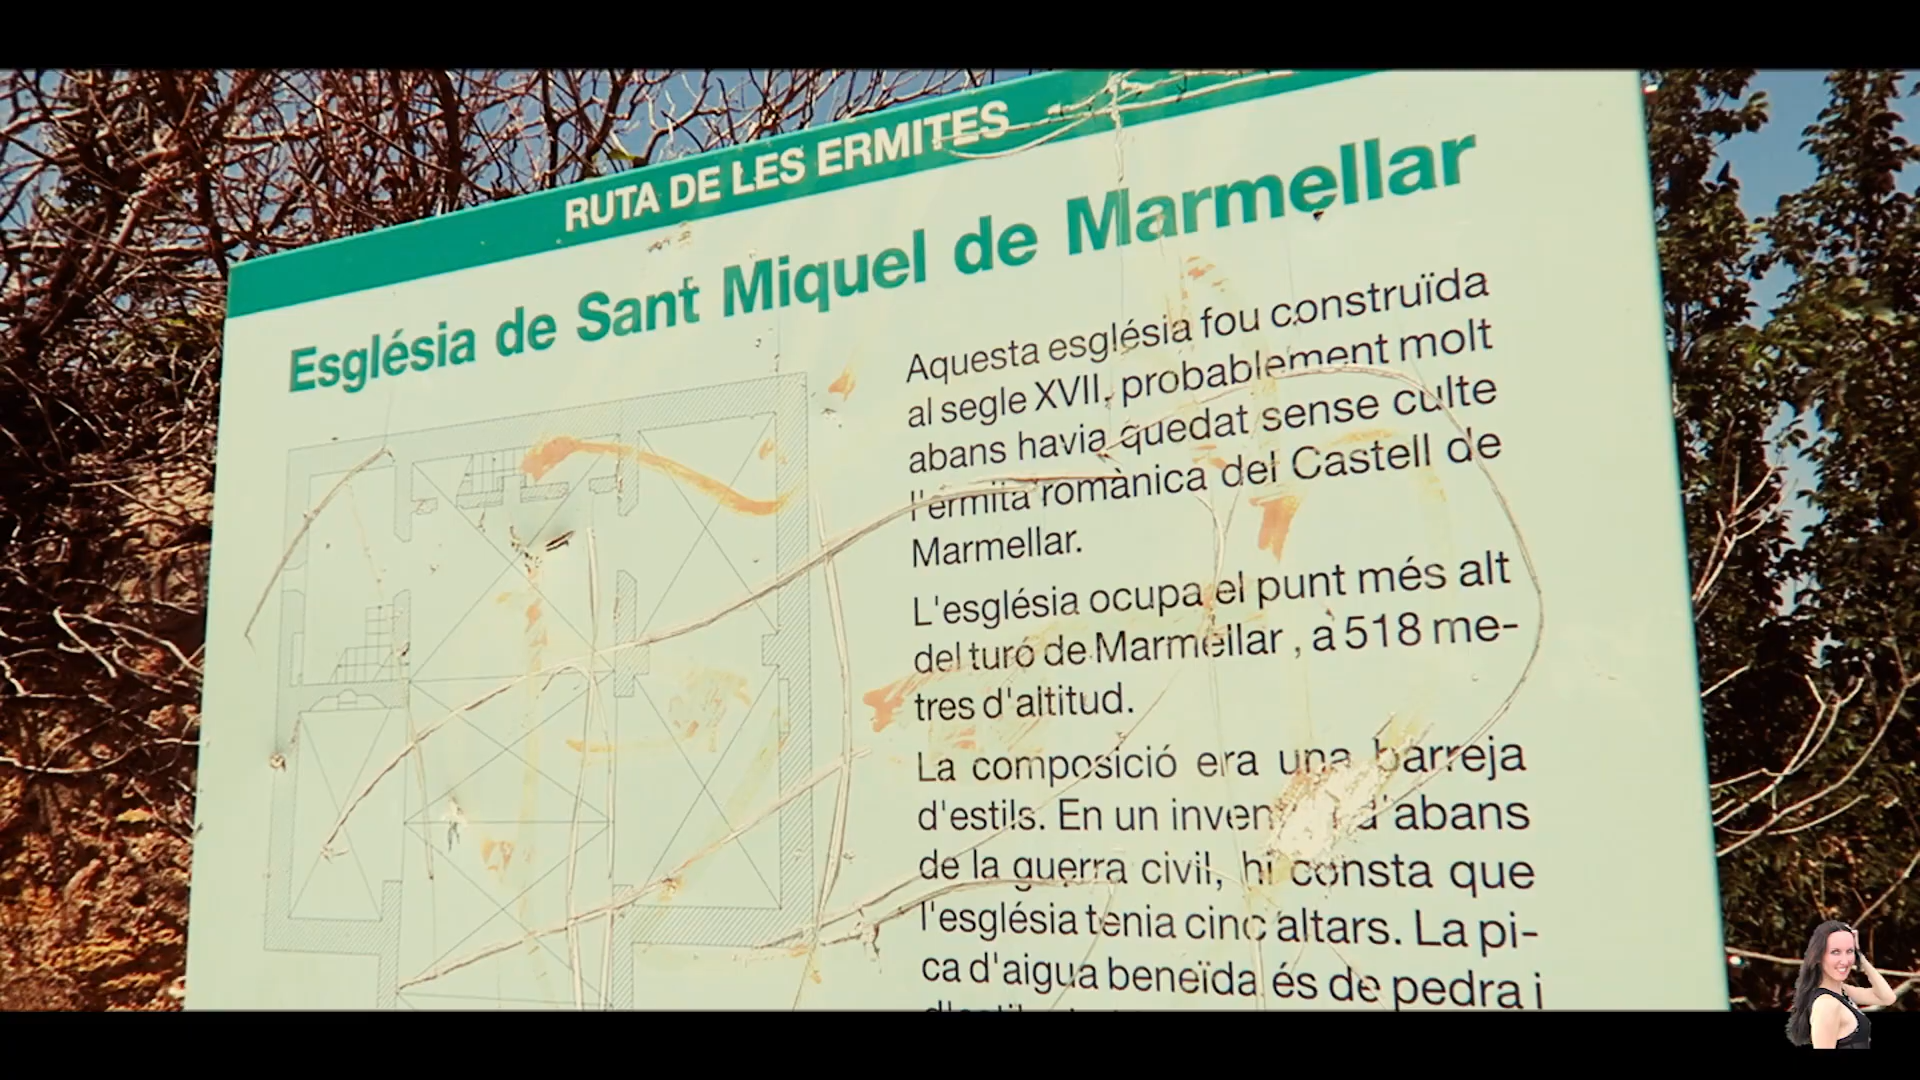 RUTA DE LES ERMITES
Església de Sant Miquel de Marmellar
Aquesta església fou construïda
al segle XVII, probablement molt
abans havia quedat sense culte
l'ermita romànica del Castell de
Marmellar.
L'església ocupa el punt més alt
del turó de Marmellar , a 518 me-
tres d'altitud.
La composició era una barreja
d'estils. En un d'abans
de la guerra civil, hi consta que
l'església tenia cinc altars. La pi-
ca d'aigua beneïda és de pedra i